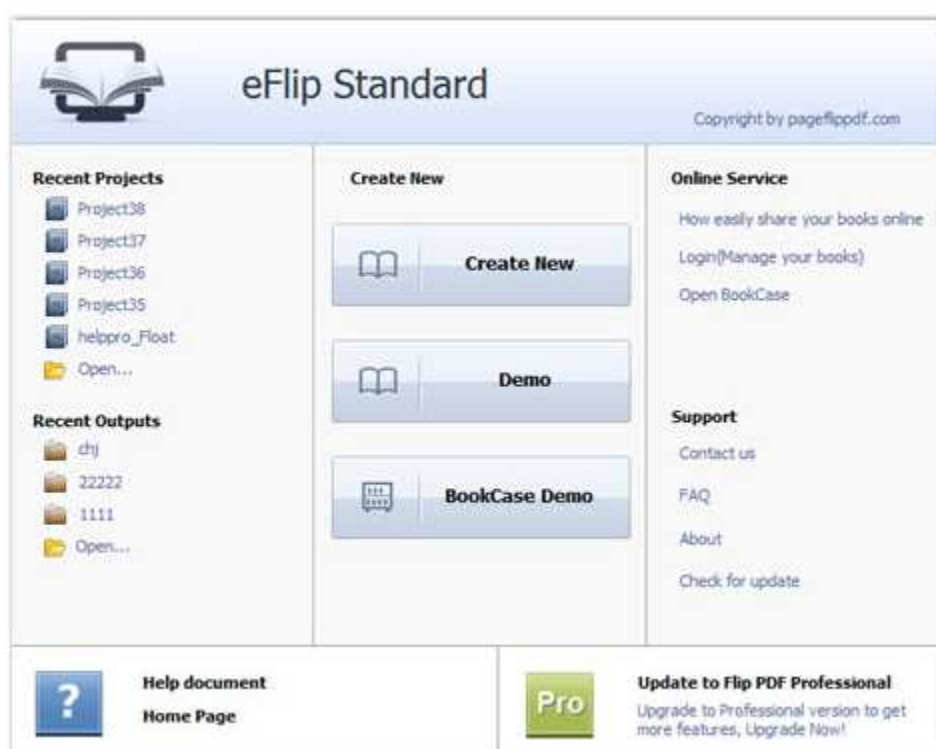 eFlip Standard
Copyright by pageflippdf.com
Recent Projects
Project38
Project37
Project36
Project35
helppro_Float
Open...
Recent Outputs
chj
22222
1111
Open...
Create New
Create New
Demo
BookCase Demo
Online Service
How easily share your books online
Login(Manage your books)
Open BookCase
Support
Contact us
FAQ
About
Check for update
?
Help document
Home Page
Pro
Update to Flip PDF Professional
Upgrade to Professional version to get
more features, Upgrade Now!